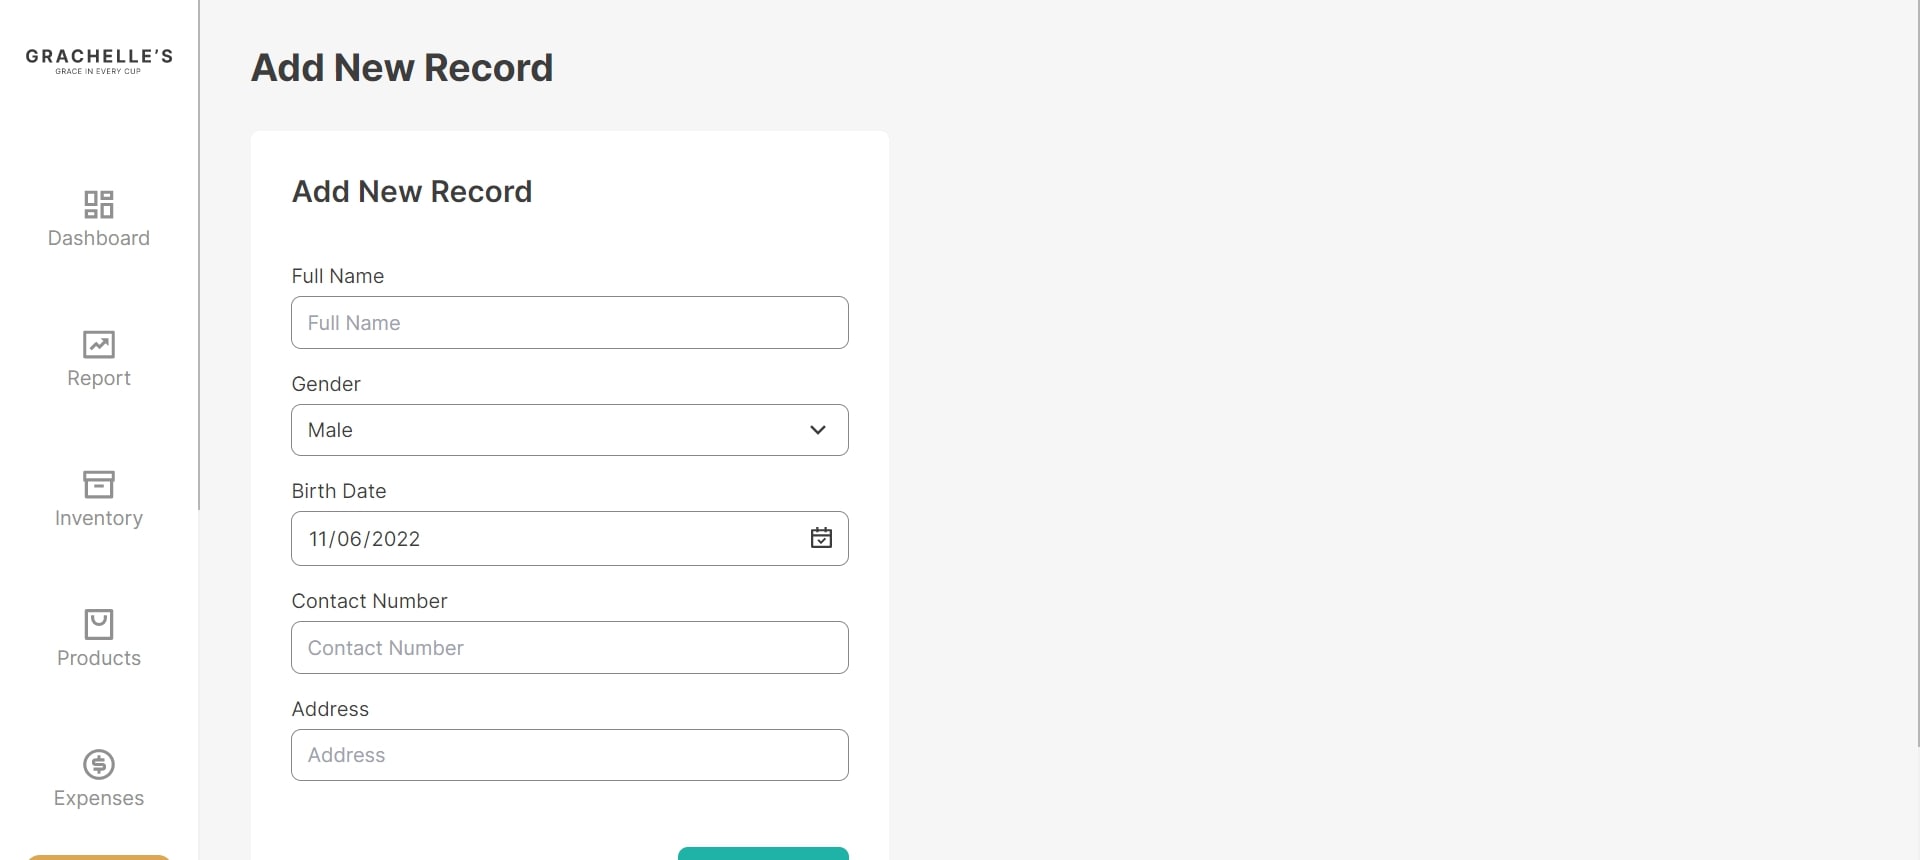 GRACHELLE'S
GRACE IN EVERY CUP
Dashboard
Report
Inventory
Products
Expenses
Add New Record
Add New Record
Full Name
Full Name
Gender
Male
Birth Date
11/06/2022
Contact Number
Contact Number
Address
Address